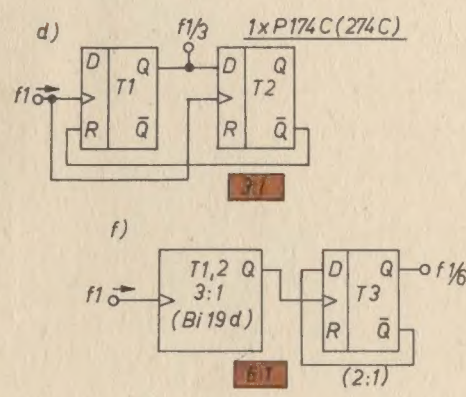 d)
f1/3
1xP174C(274C)
D Q
T1
R Q̄
D Q
T2
R Q̄
f1
3:1
f)
f1
T1,2 Q
3:1
(Bi 19 d)
D Q
T3
R Q̄
f1/6
6:1
(2:1)